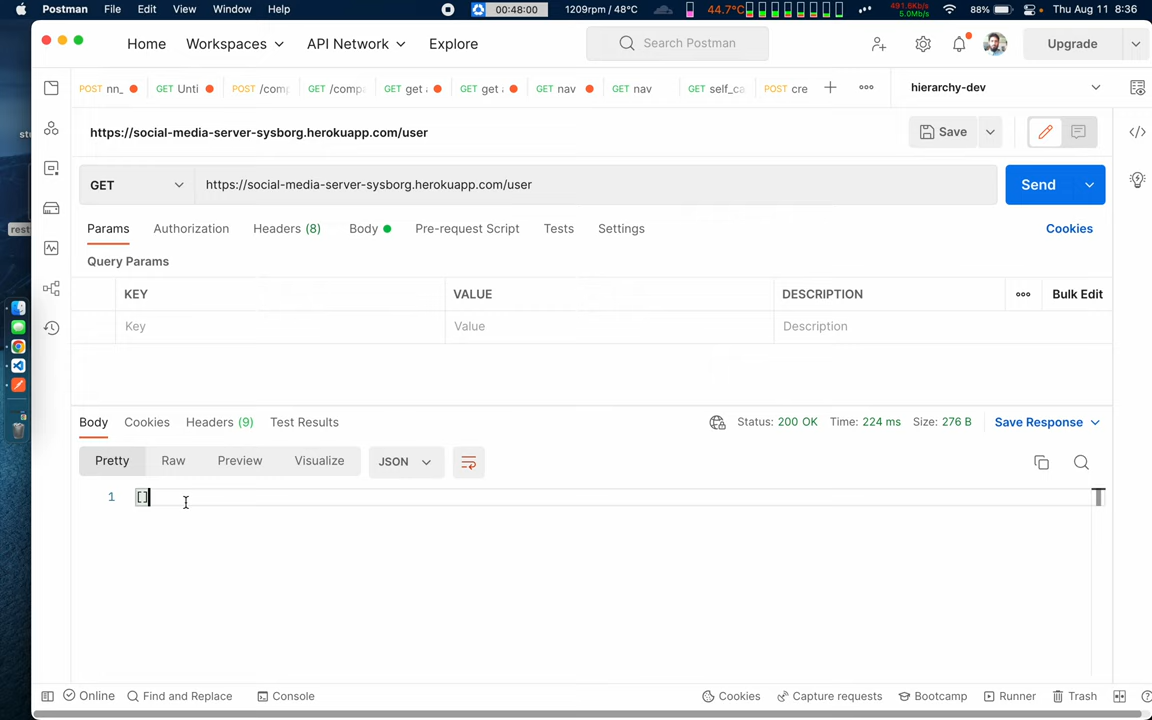 Postman File Edit View Window Help 00:48:00 1209rpm / 48°C 44.7°C 491.6Kb/s 5.0Mb/s 88% Thu Aug 11 8:36
Home Workspaces API Network Explore Search Postman Upgrade
POST nn_ GET Unti POST /comp GET /comp GET get GET get GET nav GET nav GET self_ca POST cre hierarchy-dev
https://social-media-server-sysborg.herokuapp.com/user Save
GET https://social-media-server-sysborg.herokuapp.com/user Send
rest
Params Authorization Headers (8) Body Pre-request Script Tests Settings Cookies
Query Params
KEY VALUE DESCRIPTION Bulk Edit
Key Value Description
Body Cookies Headers (9) Test Results Status: 200 OK Time: 224 ms Size: 276 B Save Response
Pretty Raw Preview Visualize JSON
1 []
Online Find and Replace Console Cookies Capture requests Bootcamp Runner Trash